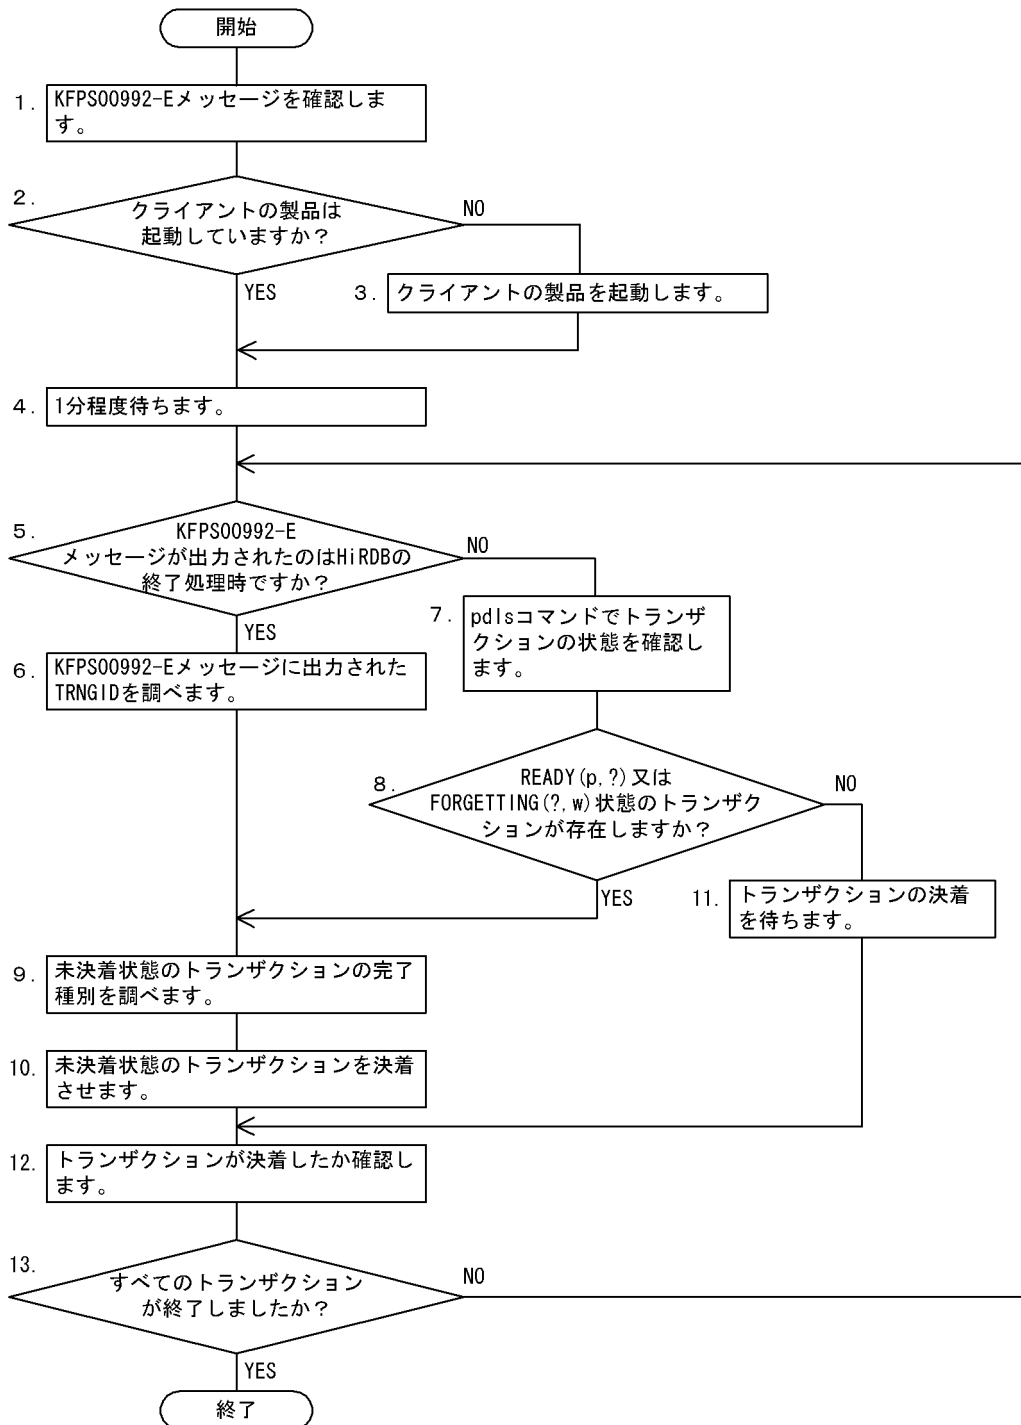 開始
1. KFPS00992-Eメッセージを確認しま
す。
2. クライアントの製品は
起動していますか?
NO
YES
3. クライアントの製品を起動します。
4. 1分程度待ちます。
5. KFPS00992-E
メッセージが出力されたのはHiRDBの
終了処理時ですか?
NO
YES
6. KFPS00992-Eメッセージに出力された
TRNGIDを調べます。
7. pdlsコマンドでトランザ
クションの状態を確認し
ます。
8. READY(p,?)又は
FORGETTING(?,w)状態のトランザク
ションが存在しますか?
NO
YES
11. トランザクションの決着
を待ちます。
9. 未決着状態のトランザクションの完了
種別を調べます。
10. 未決着状態のトランザクションを決着
させます。
12. トランザクションが決着したか確認し
ます。
13. すべてのトランザクション
が終了しましたか?
NO
YES
終了